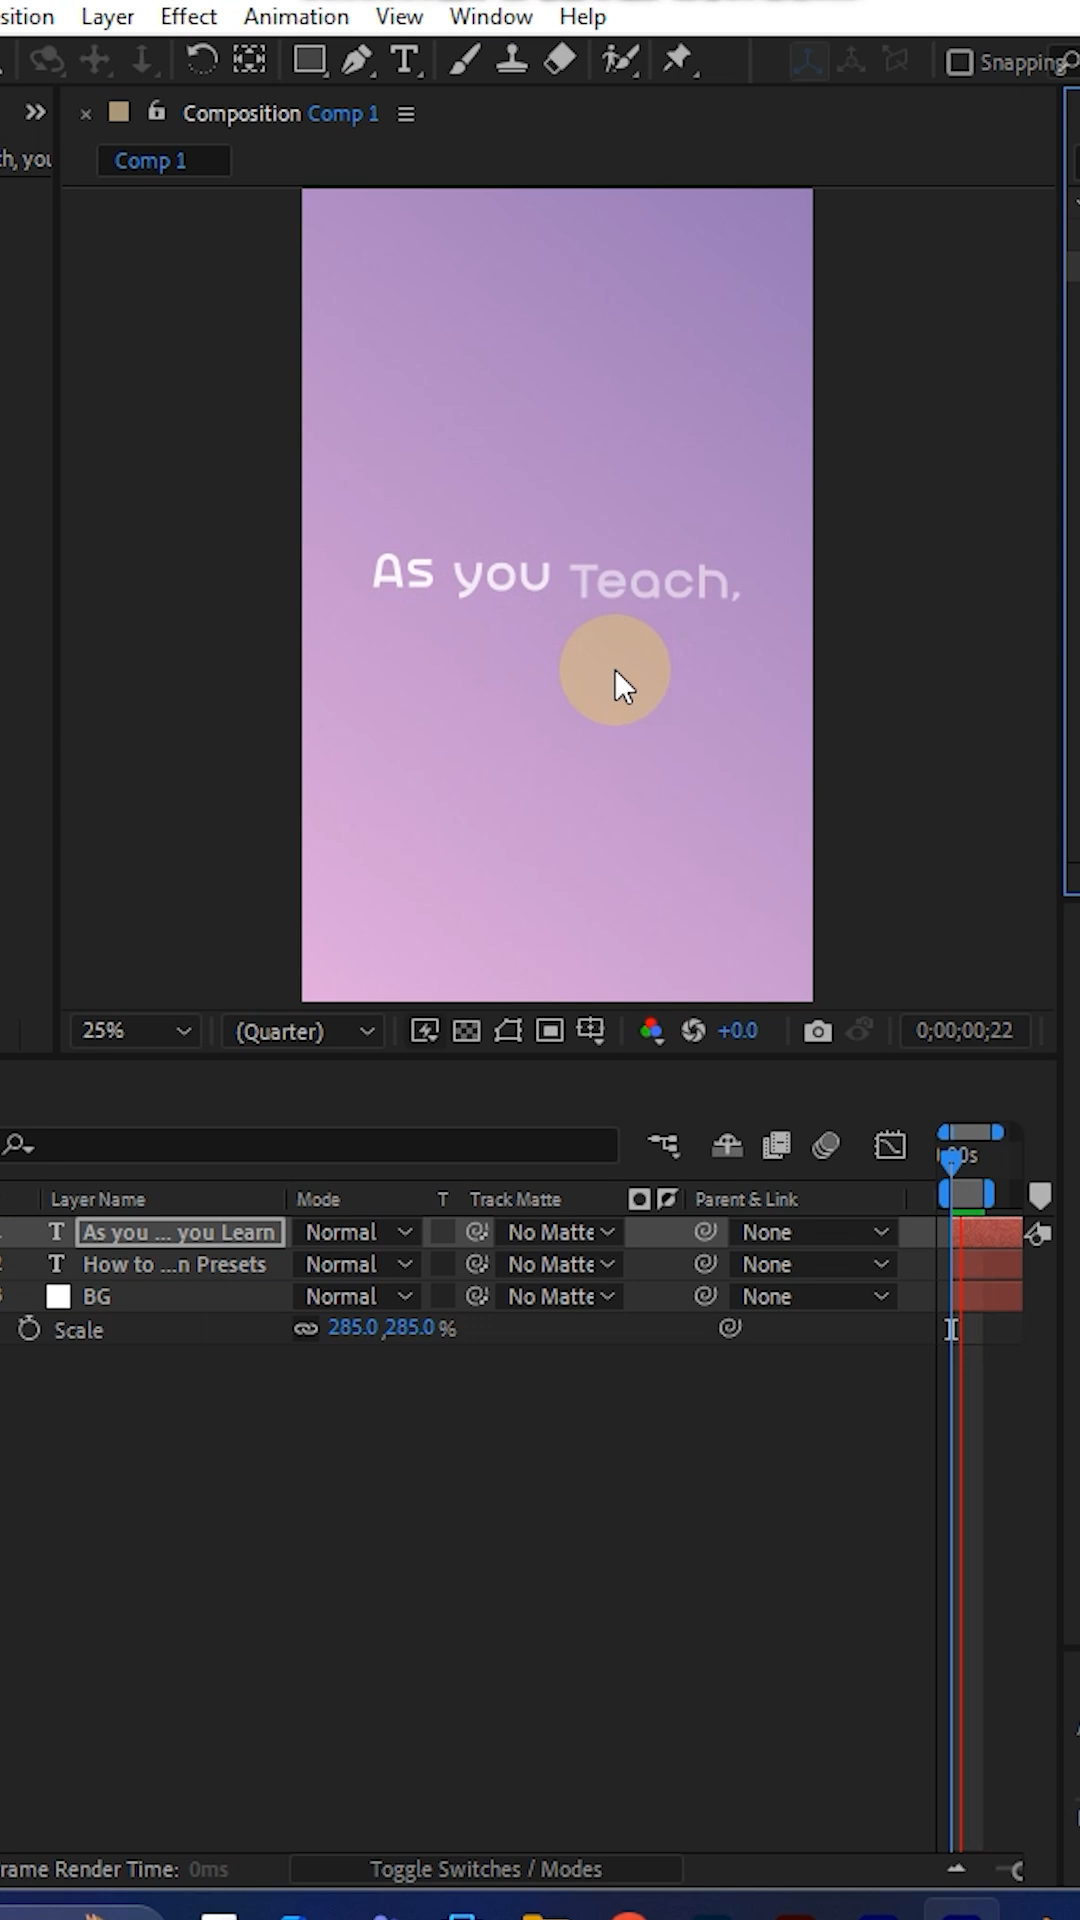 sition Layer Effect Animation View Window Help
Snapping
Composition Comp 1
h, you
Comp 1
As you Teach,
25% (Quarter) +0.0 0;00;00;22
00s
Layer Name Mode T Track Matte Parent & Link
T As you ... you Learn Normal No Matte None
T How to ...n Presets Normal No Matte None
BG Normal No Matte None
Scale 285.0,285.0 %
rame Render Time: 0ms Toggle Switches / Modes